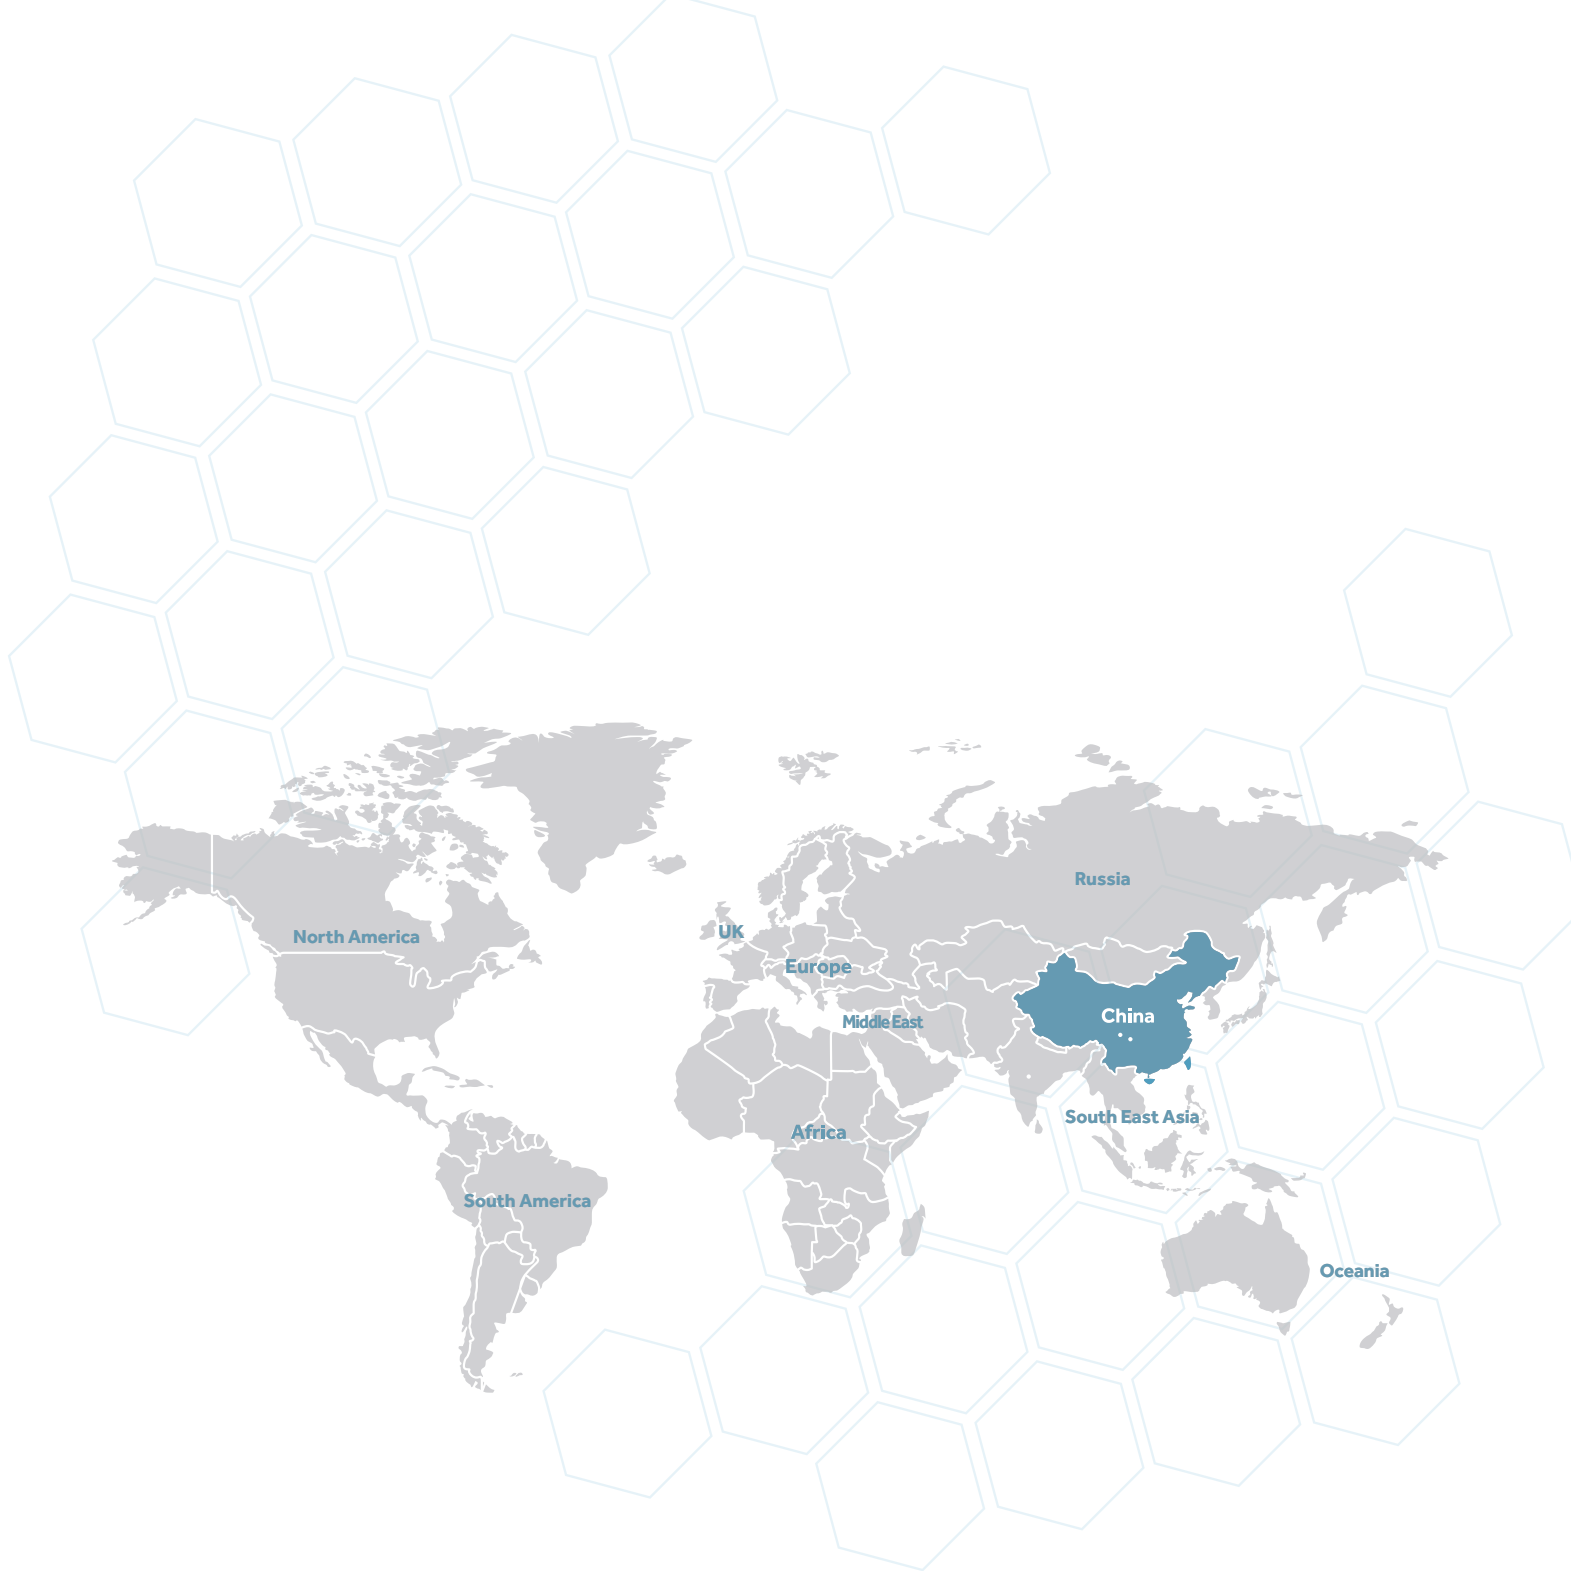 Russia
UK
North America
Europe
China
Middle East
South East Asia
Africa
South America
Oceania